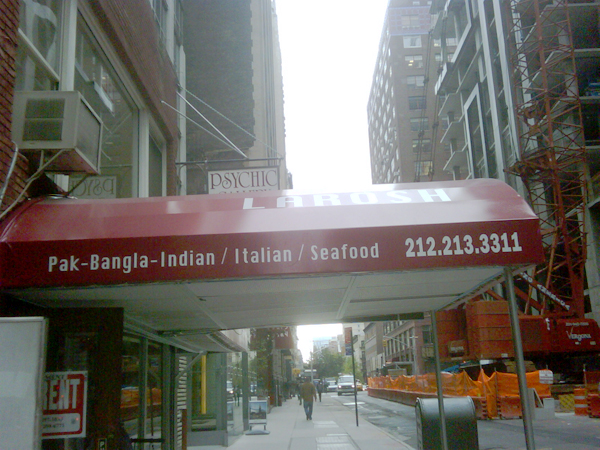 PSYCHIC
LAROSH
Pak-Bangla-Indian / Italian / Seafood 212.213.3311
ENT